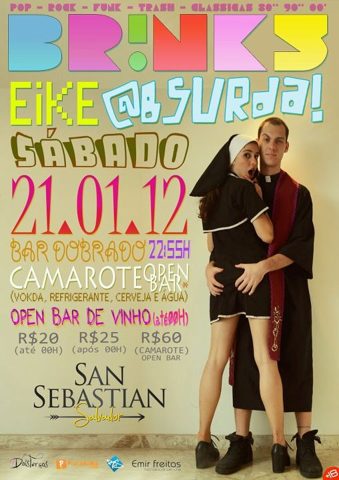 POP - ROCK - FUNK - TRASH - CLASSICAS 80'' 90'' 00'
BR!NKS
EiKE @bSURda!
SÁBADO
21.01.12
BAR DOBRADO 22:55H
CAMAROTE OPEN BAR*
(VOKDA, REFRIGERANTE, CERVEJA E ÁGUA)
OPEN BAR DE VINHO (até 00H)
R$20 R$25 R$60
(até 00H) (após 00H) (CAMAROTE)
OPEN BAR
SAN
SEBASTIAN
Salvador
Emir freitas
+18